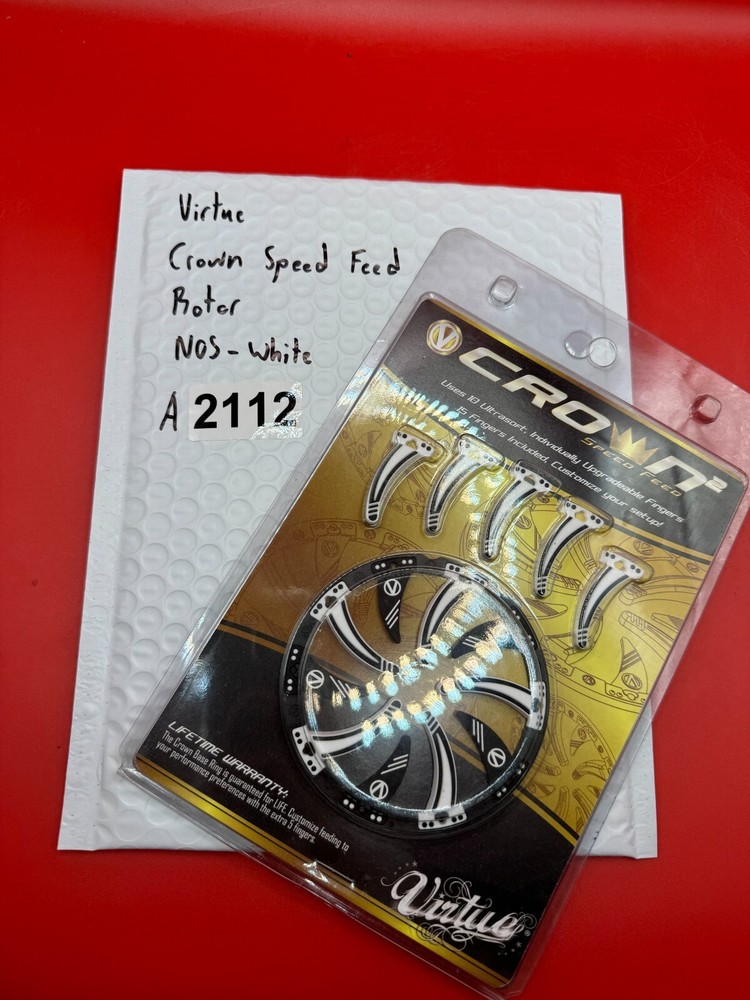 Virtue
Crown Speed Feed
Rotor
NOS - White
A 2112
V CROWN²
SPEED FEED
Uses 10 Ultrasort, Individually Upgradeable Fingers
15 Fingers Included, Customize your setup!
V
V
V
V
LIFETIME WARRANTY:
The Crown Base Ring is guaranteed for LIFE. Customize feeding to
your performance preferences with the extra 5 fingers.
Virtue®